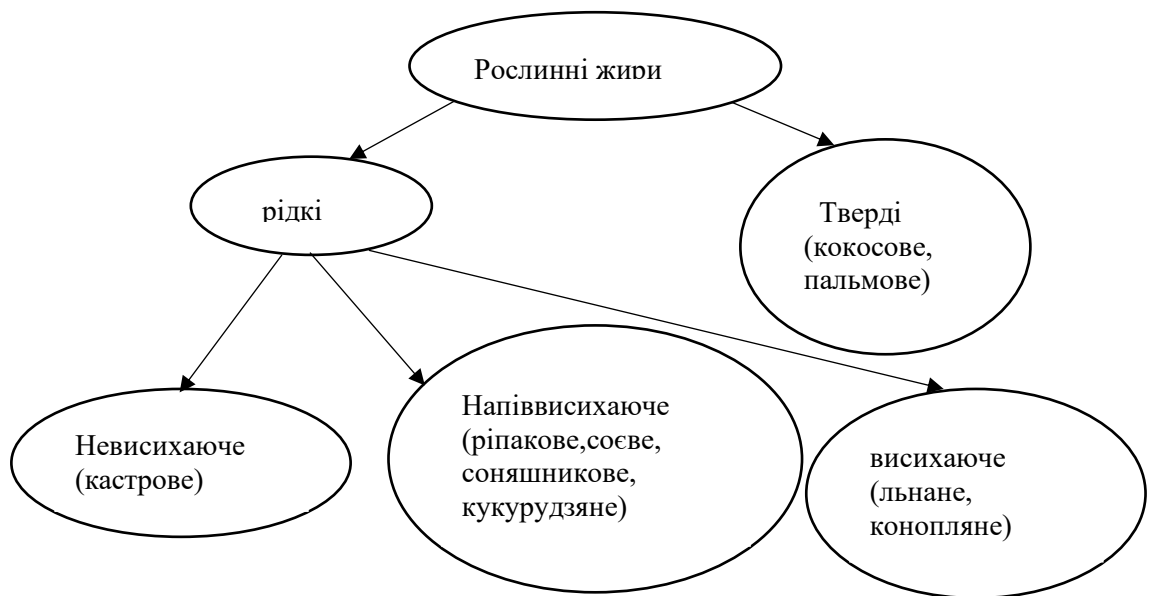 Рослинні жири
рідкі
Тверді
(кокосове,
пальмове)
Невисихаюче
(кастрове)
Напіввисихаюче
(ріпакове,соєве,
соняшникове,
кукурудзяне)
висихаюче
(льнане,
конопляне)